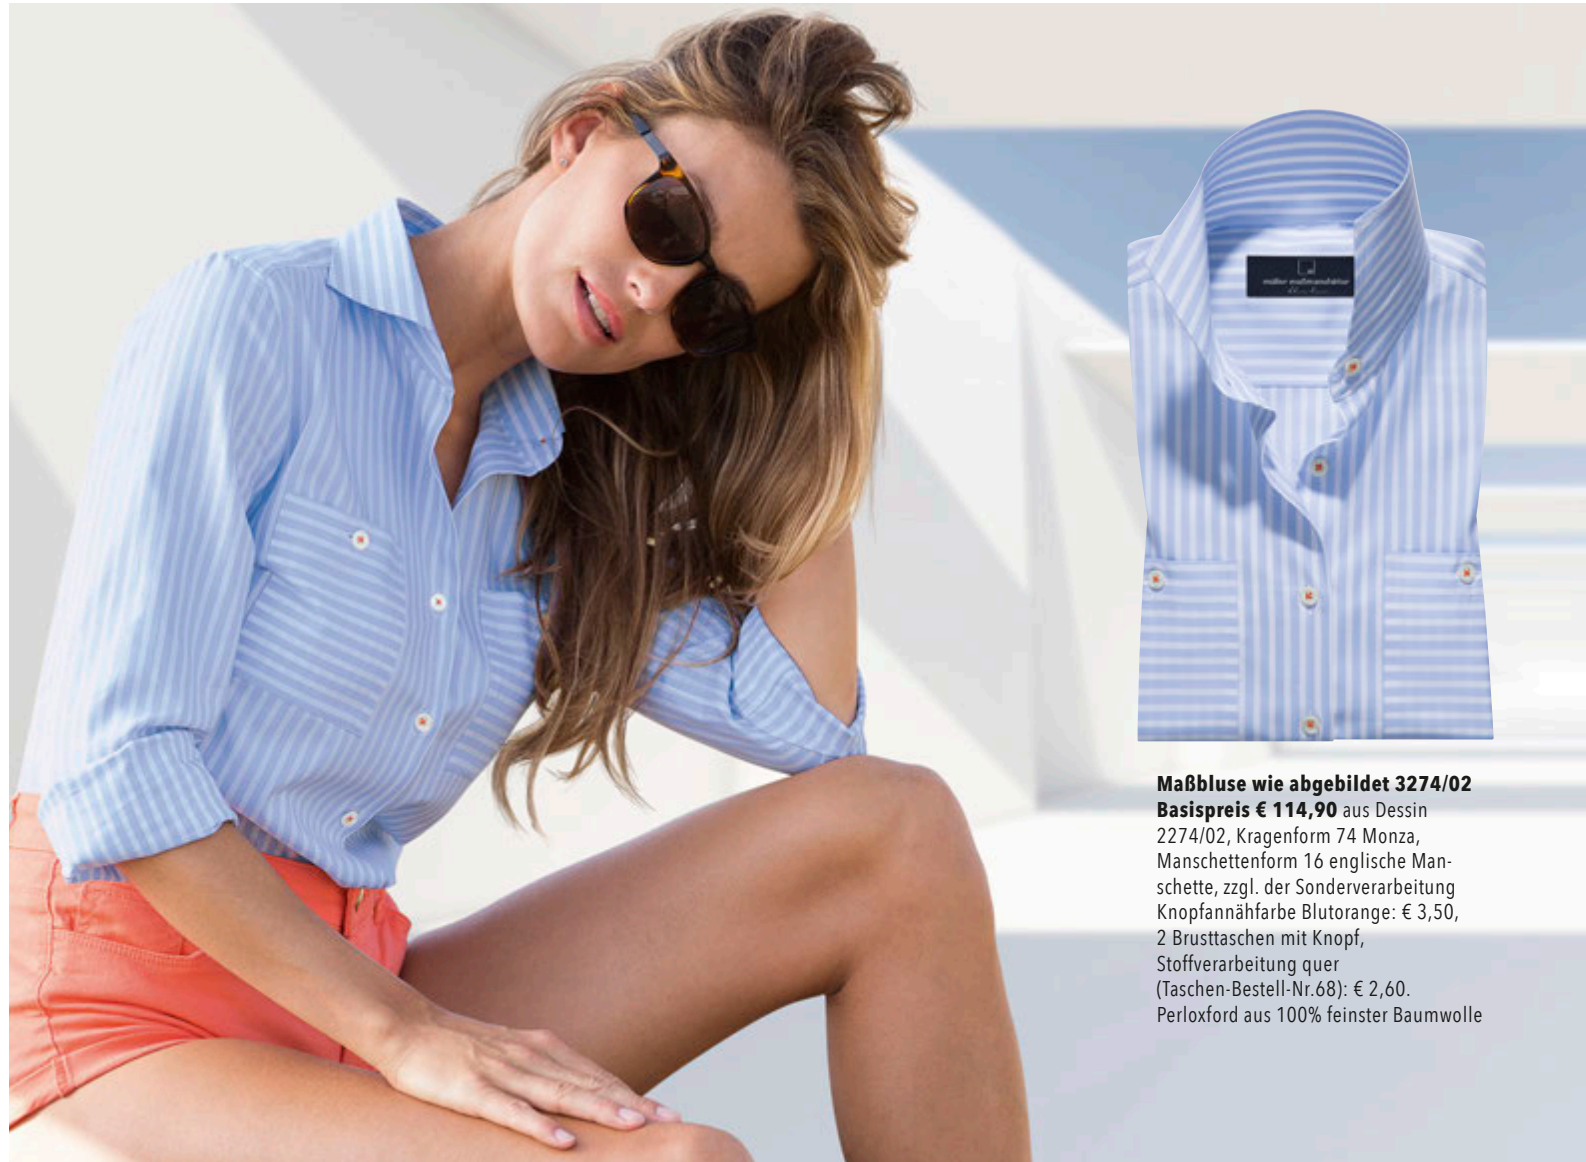 müller maßmanufaktur
Maßbluse wie abgebildet 3274/02
Basispreis € 114,90 aus Dessin
2274/02, Kragenform 74 Monza,
Manschettenform 16 englische Man-
schette, zzgl. der Sonderverarbeitung
Knopfannähfarbe Blutorange: € 3,50,
2 Brusttaschen mit Knopf,
Stoffverarbeitung quer
(Taschen-Bestell-Nr.68): € 2,60.
Perloxford aus 100% feinster Baumwolle